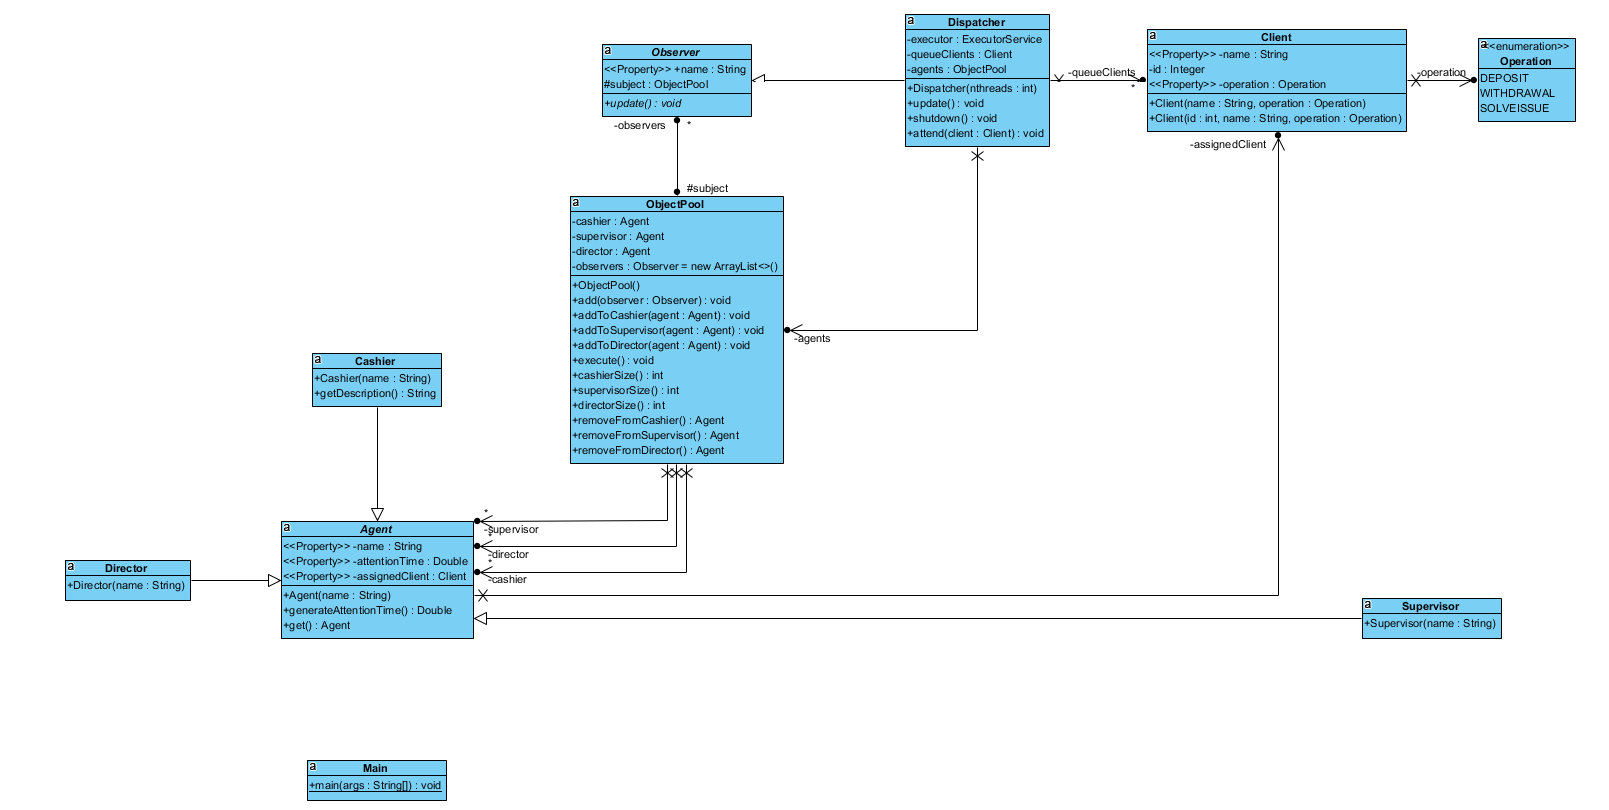 a
Observer
<<Property>> +name : String
#subject : ObjectPool
+update() : void
-observers
*
#subject
a
Dispatcher
-executor : ExecutorService
-queueClients : Client
-agents : ObjectPool
+Dispatcher(nthreads : int)
+update() : void
+shutdown() : void
+attend(client : Client) : void
-queueClients
*
a
Client
<<Property>> -name : String
-id : Integer
<<Property>> -operation : Operation
+Client(name : String, operation : Operation)
+Client(id : int, name : String, operation : Operation)
-assignedClient
-operation
a
<<enumeration>>
Operation
DEPOSIT
WITHDRAWAL
SOLVEISSUE
a
ObjectPool
-cashier : Agent
-supervisor : Agent
-director : Agent
-observers : Observer = new ArrayList<>()
+ObjectPool()
+add(observer : Observer) : void
+addToCashier(agent : Agent) : void
+addToSupervisor(agent : Agent) : void
+addToDirector(agent : Agent) : void
+execute() : void
+cashierSize() : int
+supervisorSize() : int
+directorSize() : int
+removeFromCashier() : Agent
+removeFromSupervisor() : Agent
+removeFromDirector() : Agent
-agents
a
Cashier
+Cashier(name : String)
+getDescription() : String
*
-supervisor
*
-director
*
-cashier
a
Agent
<<Property>> -name : String
<<Property>> -attentionTime : Double
<<Property>> -assignedClient : Client
+Agent(name : String)
+generateAttentionTime() : Double
+get() : Agent
a
Director
+Director(name : String)
a
Supervisor
+Supervisor(name : String)
a
Main
+main(args : String[]) : void